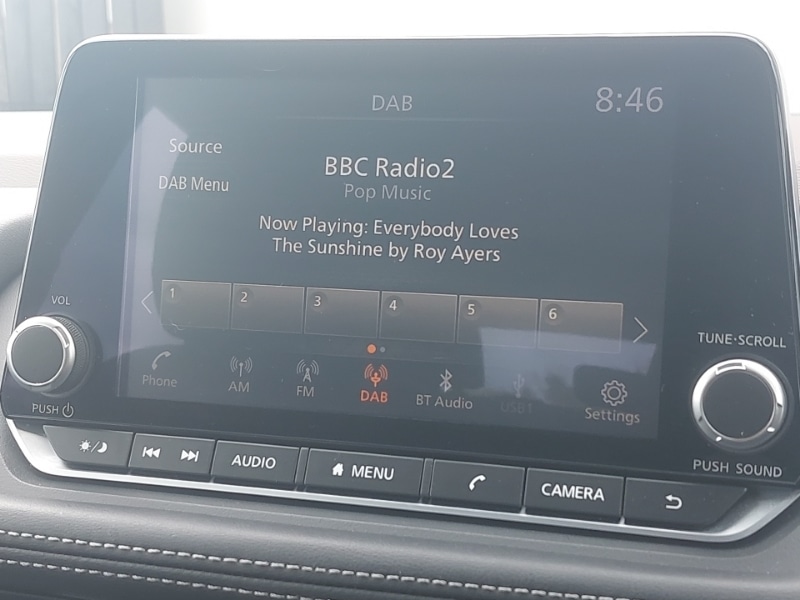 DAB
8:46
Source
DAB Menu
BBC Radio2
Pop Music
Now Playing: Everybody Loves
The Sunshine by Roy Ayers
1 2 3 4 5 6
VOL
PUSH
TUNE·SCROLL
PUSH SOUND
Phone AM FM DAB BT Audio USB1 Settings
AUDIO MENU CAMERA